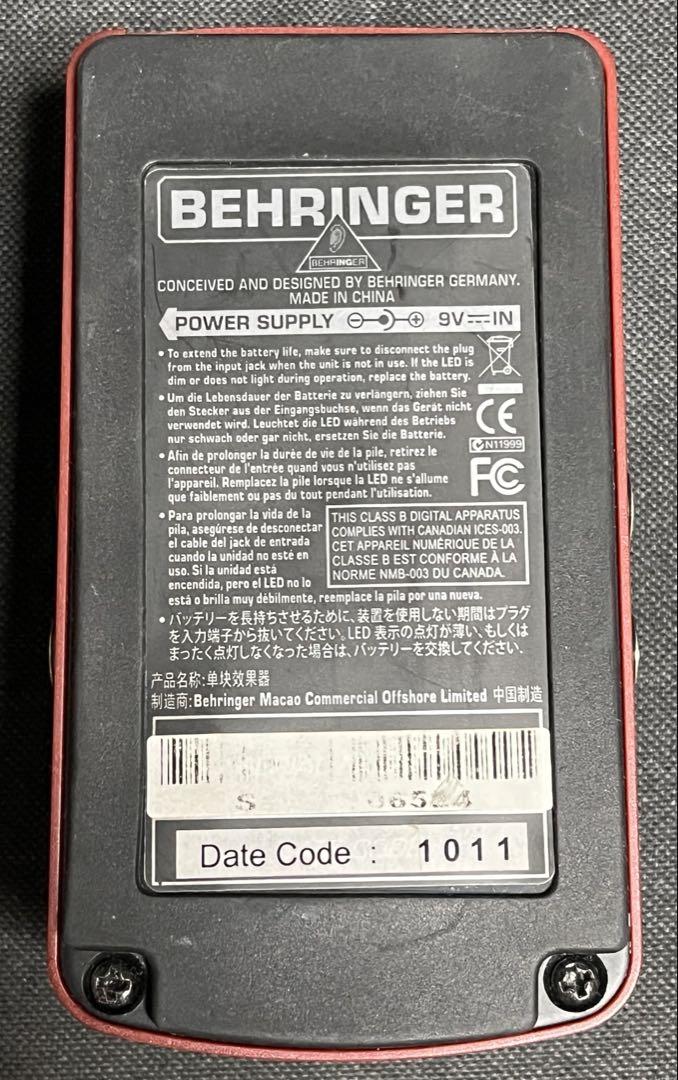 BEHRINGER
BEHRINGER
CONCEIVED AND DESIGNED BY BEHRINGER GERMANY.
MADE IN CHINA
POWER SUPPLY 9V IN
• To extend the battery life, make sure to disconnect the plug
from the input jack when the unit is not in use. If the LED is
dim or does not light during operation, replace the battery.
• Um die Lebensdauer der Batterie zu verlängern, ziehen Sie
den Stecker aus der Eingangsbuchse, wenn das Gerät nicht
verwendet wird. Leuchtet die LED während des Betriebs
nur schwach oder gar nicht, ersetzen Sie die Batterie.
CE
N11999
• Afin de prolonger la durée de vie de la pile, retirez le
connecteur de l'entrée quand vous n'utilisez pas
l'appareil. Remplacez la pile lorsque la LED ne s'allume
que faiblement ou pas du tout pendant l'utilisation.
FC
• Para prolongar la vida de la
pila, asegúrese de desconectar
el cable del jack de entrada
cuando la unidad no esté en
uso. Si la unidad está
encendida, pero el LED no lo
está o brilla muy débilmente, reemplace la pila por una nueva.
THIS CLASS B DIGITAL APPARATUS
COMPLIES WITH CANADIAN ICES-003.
CET APPAREIL NUMÉRIQUE DE LA
CLASSE B EST CONFORME À LA
NORME NMB-003 DU CANADA.
• バッテリーを長持ちさせるために、装置を使用しない期間はプラグ
を入力端子から抜いてください。LED 表示の点灯が薄い、もしくは
まったく点灯しなくなった場合は、バッテリーを交換してください.
产品名称:单块效果器
制造商:Behringer Macao Commercial Offshore Limited 中国制造
S
Date Code : 1011